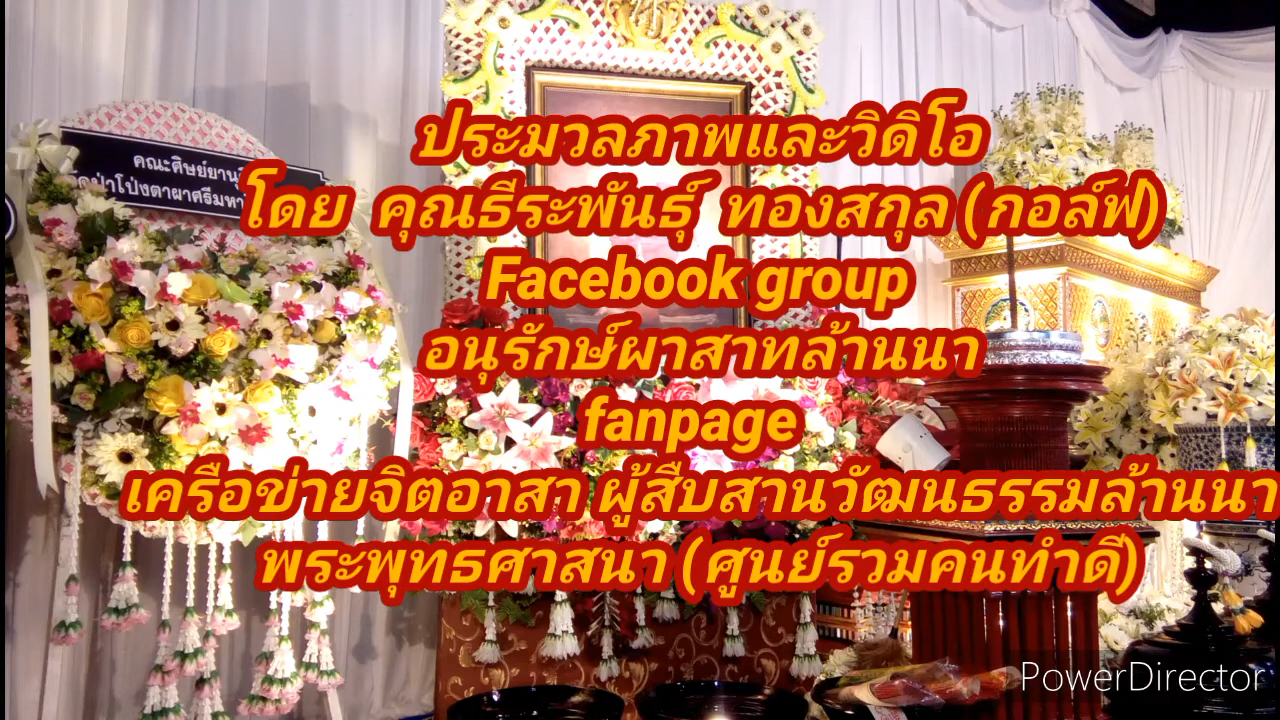 ประมวลภาพและวิดิโอ
โดย คุณธีระพันธุ์ ทองสกุล (กอล์ฟ)
Facebook group
อนุรักษ์ผาสาทล้านนา
fanpage
เครือข่ายจิตอาสา ผู้สืบสานวัฒนธรรมล้านนา
พระพุทธศาสนา (ศูนย์รวมคนทำดี)
คณะศิษย์ยานุ
PowerDirector